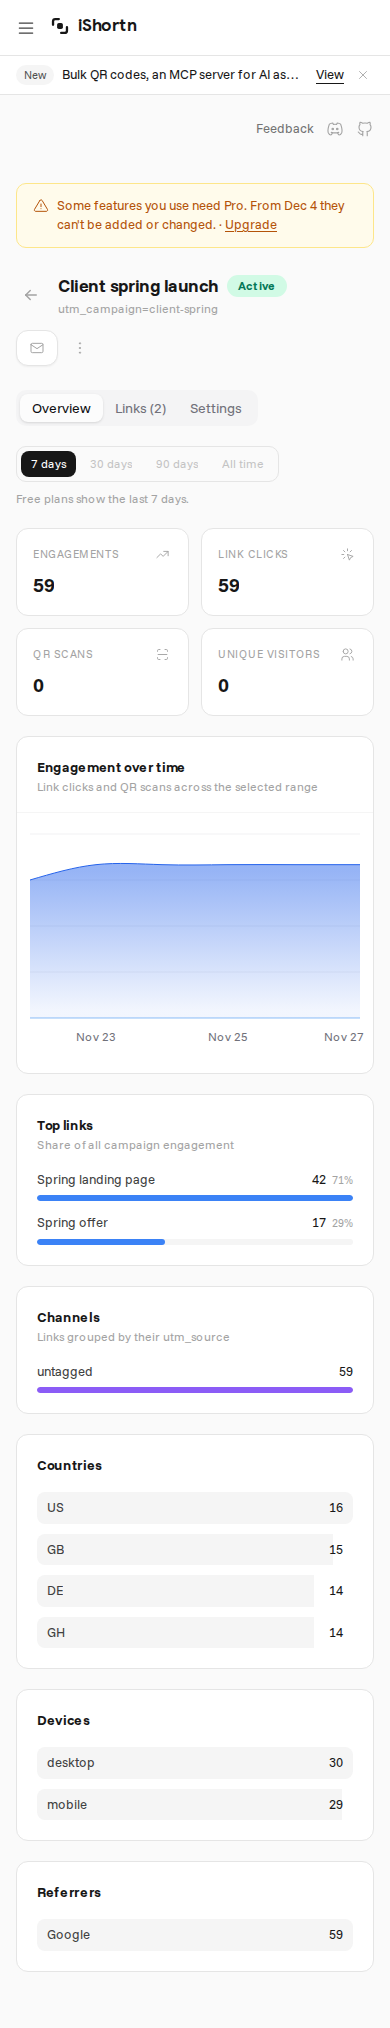 iShortn
New Bulk QR codes, an MCP server for AI as... View
Feedback
Some features you use need Pro. From Dec 4 they
can't be added or changed. · Upgrade
Client spring launch Active
utm_campaign=client-spring
Overview Links (2) Settings
7 days 30 days 90 days All time
Free plans show the last 7 days.
ENGAGEMENTS LINK CLICKS
59 59
QR SCANS UNIQUE VISITORS
0 0
Engagement over time
Link clicks and QR scans across the selected range
Nov 23 Nov 25 Nov 27
Top links
Share of all campaign engagement
Spring landing page 42 71%
Spring offer 17 29%
Channels
Links grouped by their utm_source
untagged 59
Countries
US 16
GB 15
DE 14
GH 14
Devices
desktop 30
mobile 29
Referrers
Google 59